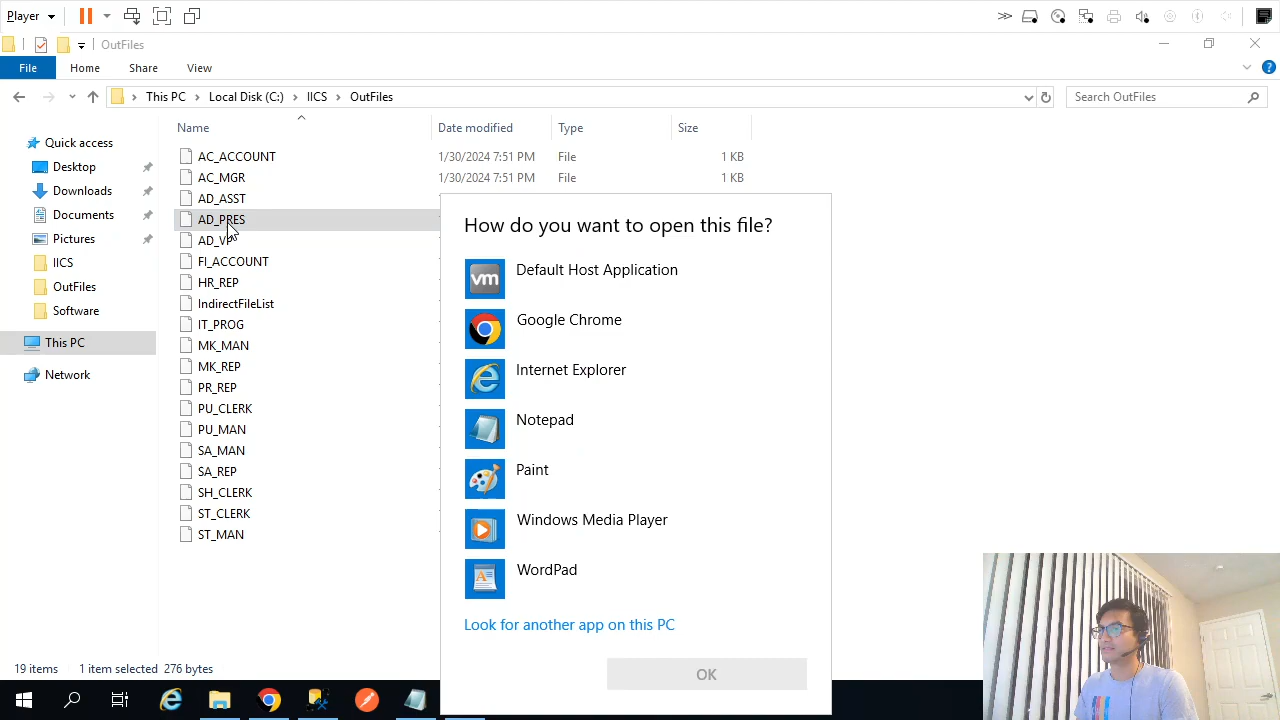 Player
OutFiles
File Home Share View
This PC Local Disk (C:) IICS OutFiles Search OutFiles
Name Date modified Type Size
Quick access
Desktop
Downloads
Documents
Pictures
IICS
OutFiles
Software
This PC
Network
AC_ACCOUNT 1/30/2024 7:51 PM File 1 KB
AC_MGR 1/30/2024 7:51 PM File 1 KB
AD_ASST
AD_PRES
AD_VP
FI_ACCOUNT
HR_REP
IndirectFileList
IT_PROG
MK_MAN
MK_REP
PR_REP
PU_CLERK
PU_MAN
SA_MAN
SA_REP
SH_CLERK
ST_CLERK
ST_MAN
How do you want to open this file?
vm Default Host Application
Google Chrome
Internet Explorer
Notepad
Paint
Windows Media Player
WordPad
Look for another app on this PC
OK
19 items 1 item selected 276 bytes